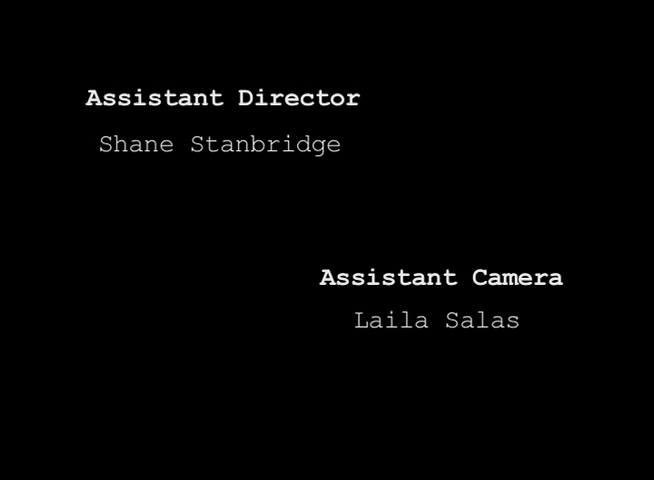 Assistant Director
Shane Stanbridge
Assistant Camera
Laila Salas